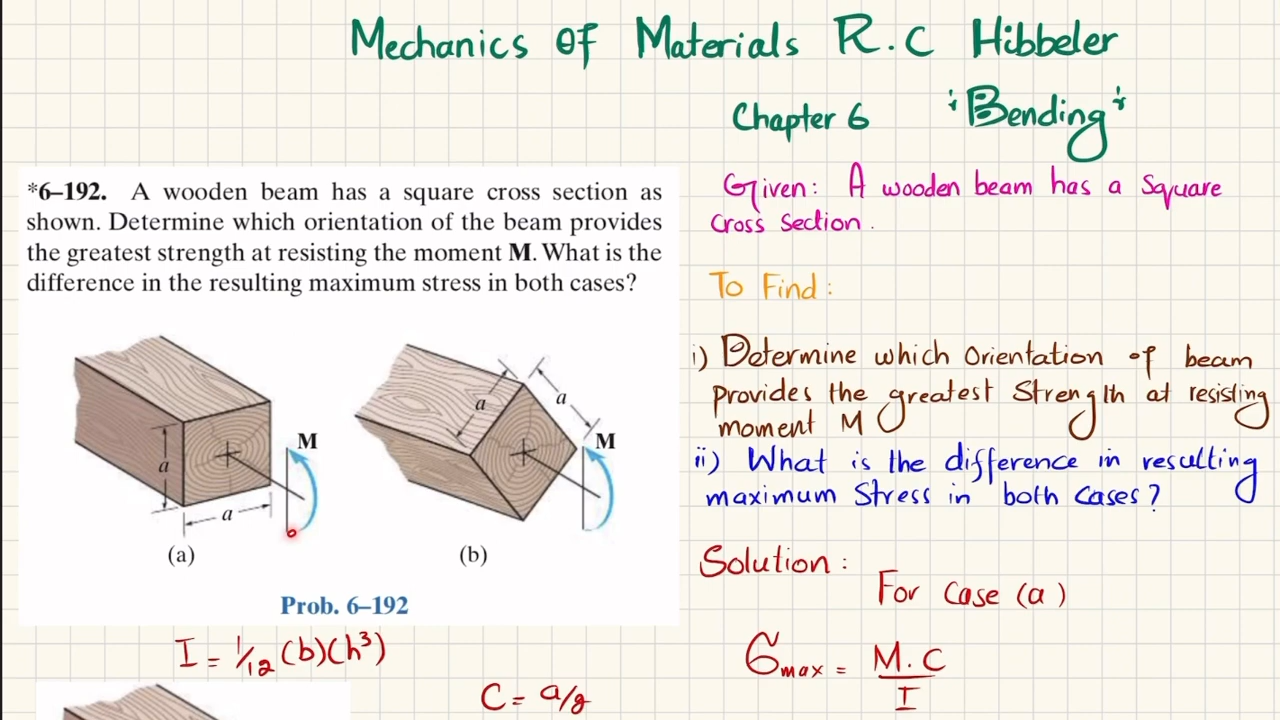 Mechanics of Materials R.C Hibbeler
Chapter 6 "Bending"
*6–192. A wooden beam has a square cross section as
shown. Determine which orientation of the beam provides
the greatest strength at resisting the moment M. What is the
difference in the resulting maximum stress in both cases?
a
a
M
(a)
a
a
M
(b)
Prob. 6–192
I = 1/12 (b)(h³)
C = a/2
Given: A wooden beam has a Square
Cross Section.
To Find:
i) Determine which Orientation of beam
provides the greatest Strength at resisting
moment M
ii) What is the difference in resulting
maximum Stress in both Cases?
Solution:
For Case (a)
σmax = M.C
I